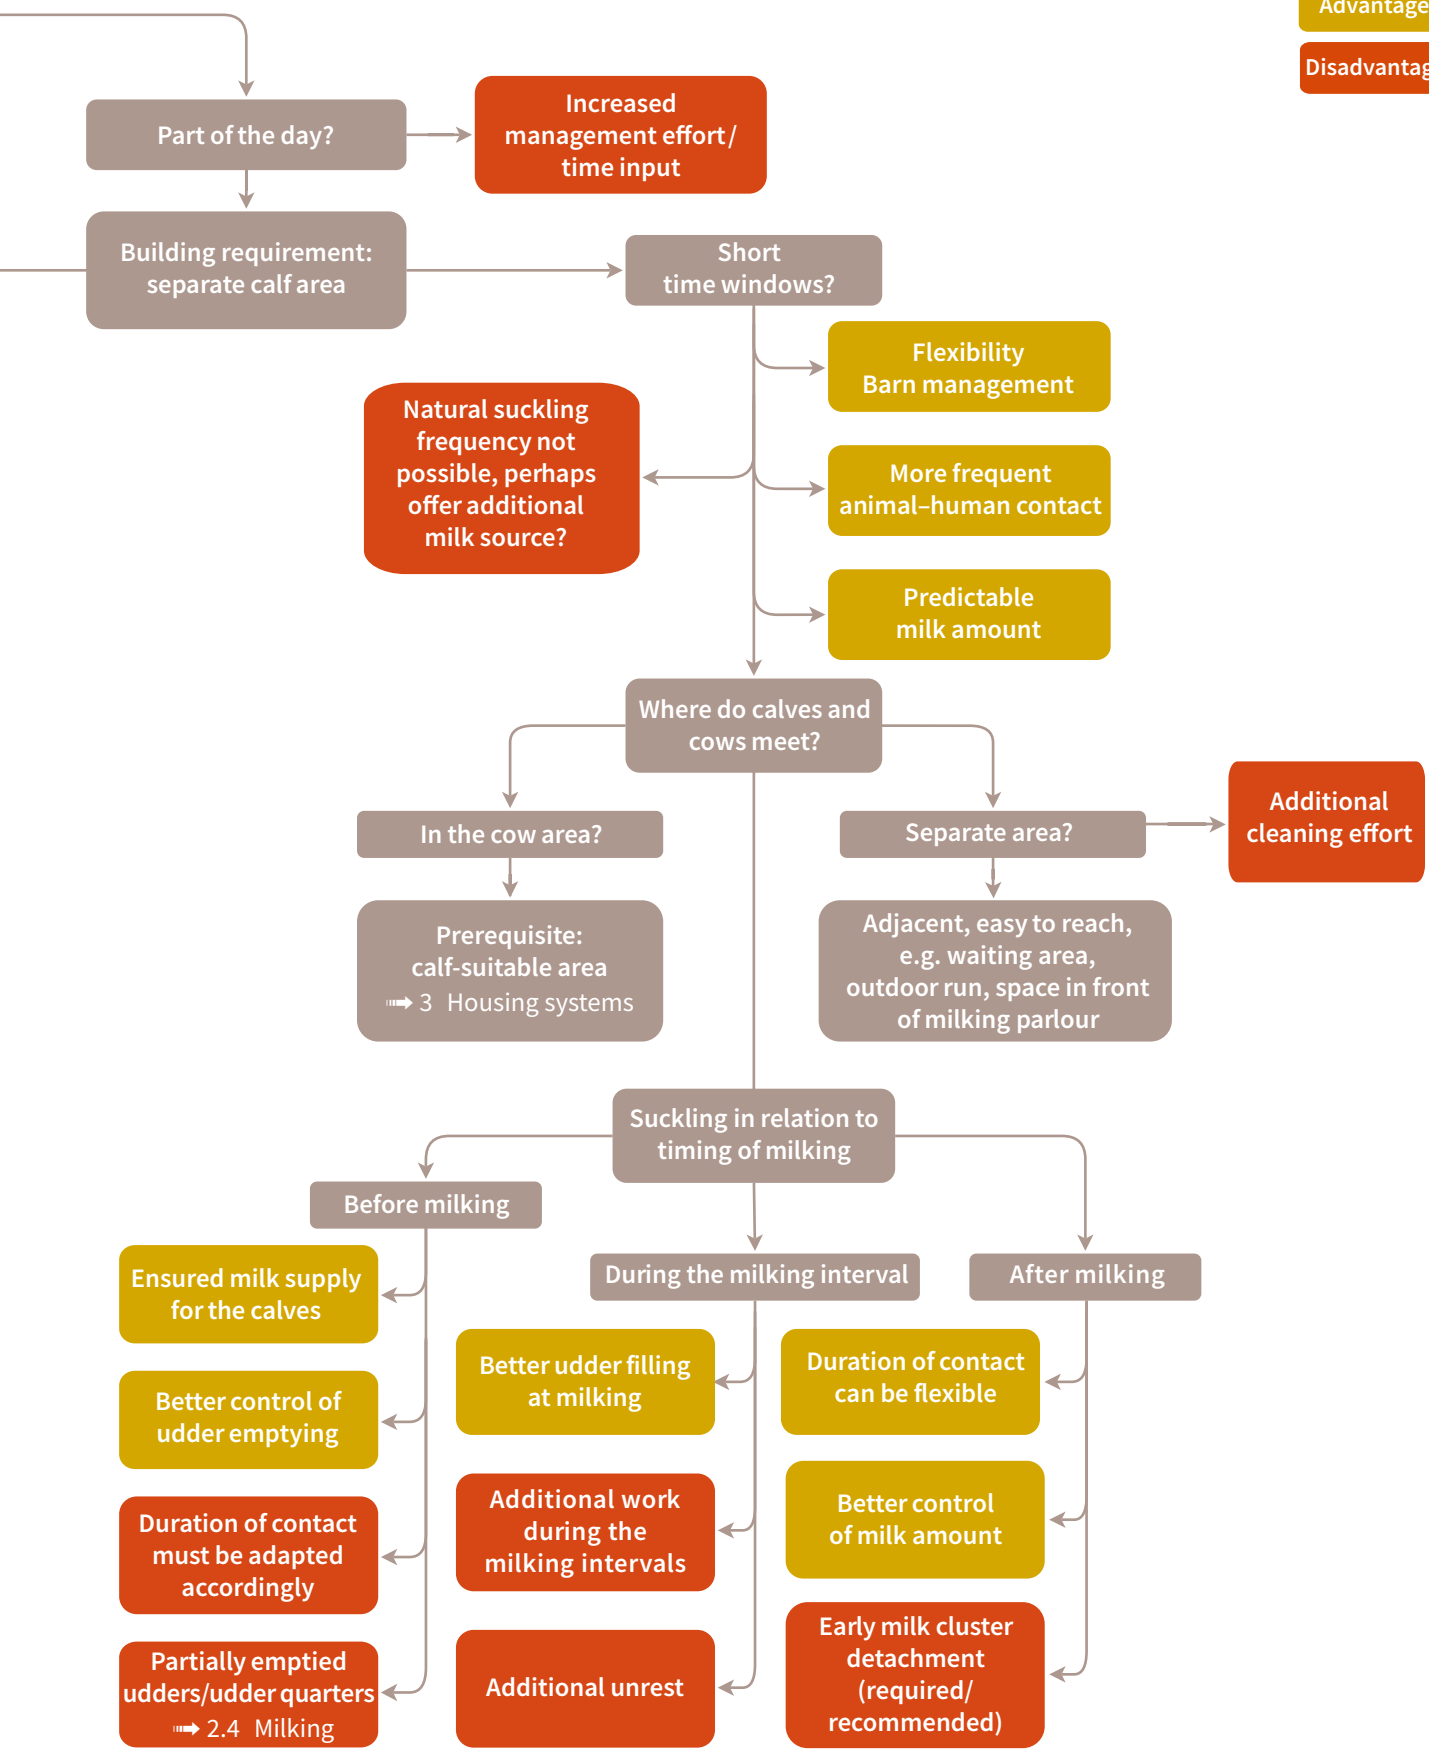 Advantage
Disadvantag
Part of the day?
Increased
management effort/
time input
Building requirement:
separate calf area
Short
time windows?
Flexibility
Barn management
Natural suckling
frequency not
possible, perhaps
offer additional
milk source?
More frequent
animal–human contact
Predictable
milk amount
Where do calves and
cows meet?
In the cow area?
Separate area?
Additional
cleaning effort
Prerequisite:
calf-suitable area
3 Housing systems
Adjacent, easy to reach,
e.g. waiting area,
outdoor run, space in front
of milking parlour
Suckling in relation to
timing of milking
Before milking
During the milking interval
After milking
Ensured milk supply
for the calves
Better control of
udder emptying
Duration of contact
must be adapted
accordingly
Partially emptied
udders/udder quarters
2.4 Milking
Better udder filling
at milking
Additional work
during the
milking intervals
Additional unrest
Duration of contact
can be flexible
Better control
of milk amount
Early milk cluster
detachment
(required/
recommended)